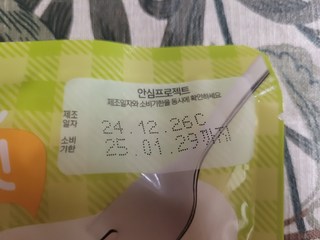 안심프로젝트
제조일자와 소비기한을 동시에 확인하세요
제조
일자
24.12.26C
소비
기한
25.01.29까지